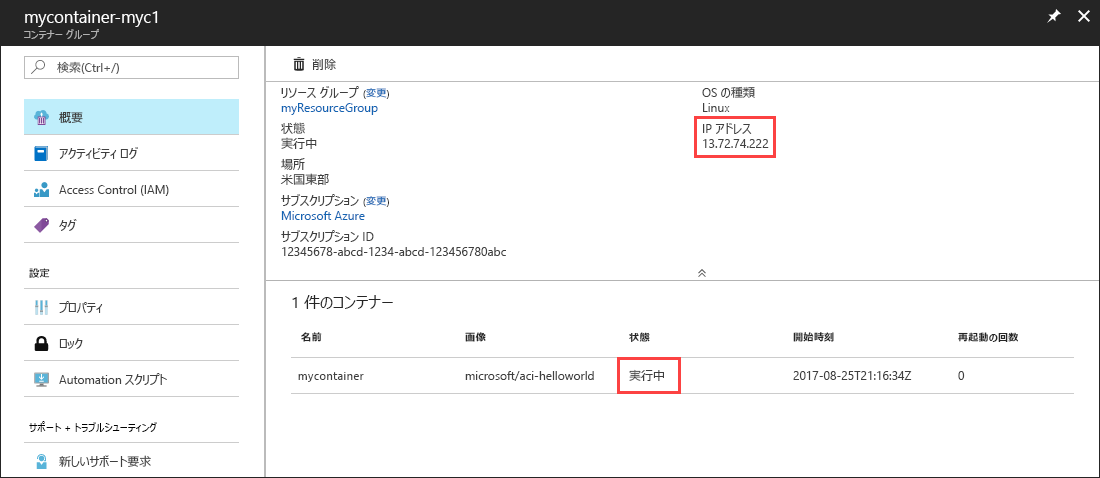 mycontainer-myc1
コンテナー グループ
検索(Ctrl+/)
概要
アクティビティ ログ
Access Control (IAM)
タグ
設定
プロパティ
ロック
Automation スクリプト
サポート + トラブルシューティング
新しいサポート要求
削除
リソース グループ (変更)
myResourceGroup
状態
実行中
場所
米国東部
サブスクリプション (変更)
Microsoft Azure
サブスクリプション ID
12345678-abcd-1234-abcd-123456780abc
OS の種類
Linux
IP アドレス
13.72.74.222
1 件のコンテナー
名前 画像 状態 開始時刻 再起動の回数
mycontainer microsoft/aci-helloworld 実行中 2017-08-25T21:16:34Z 0